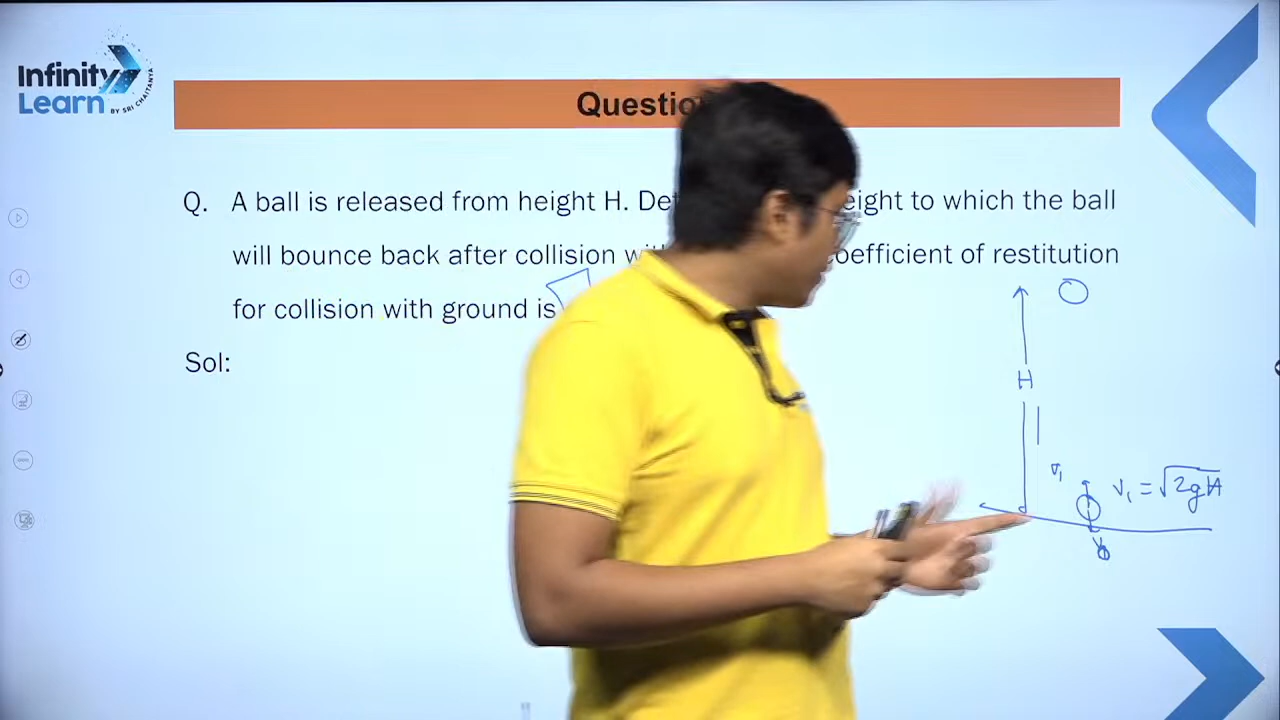 Infinity
Learn
BY SRI CHAITANYA
Questio
Q. A ball is released from height H. Det eight to which the ball
will bounce back after collision wi oefficient of restitution
for collision with ground is
Sol:
H
v₁
v₁ = √2gH